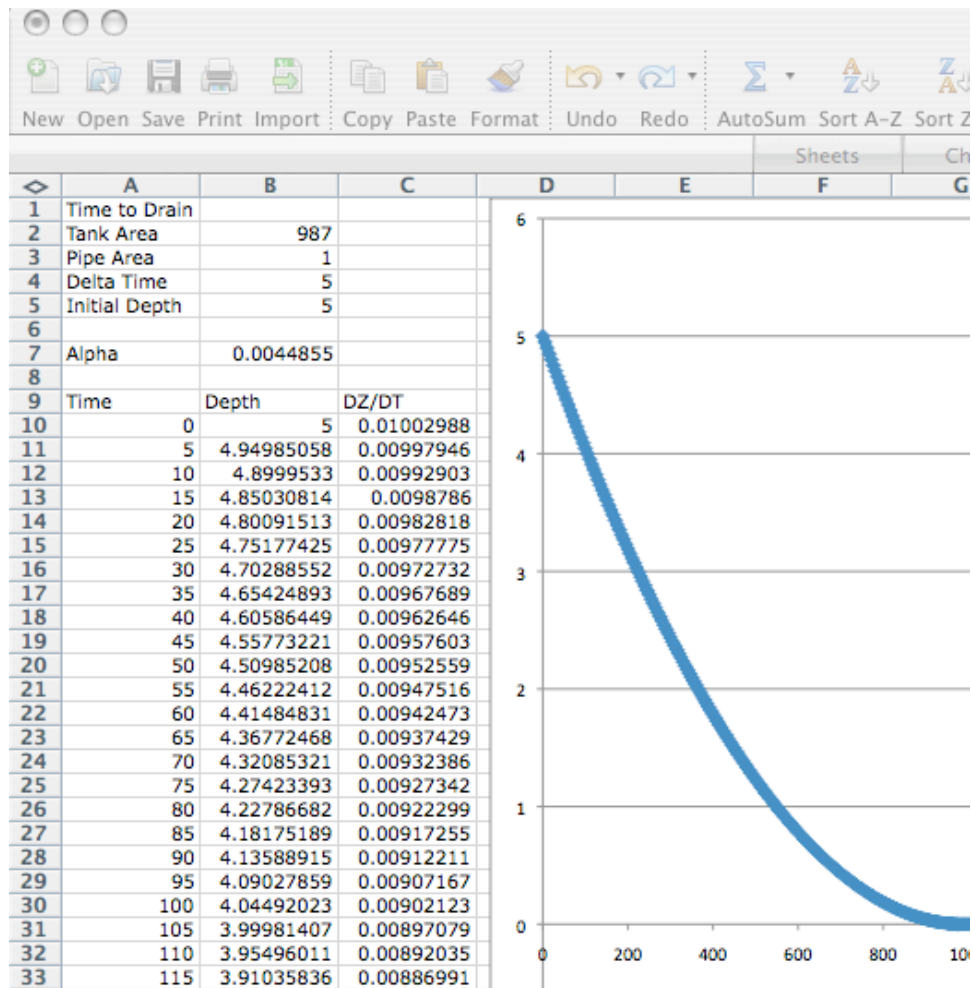 New Open Save Print Import Copy Paste Format Undo Redo AutoSum Sort A-Z Sort Z
Sheets Ch
A B C D E F G
1 Time to Drain
2 Tank Area 987
3 Pipe Area 1
4 Delta Time 5
5 Initial Depth 5
6
7 Alpha 0.0044855
8
9 Time Depth DZ/DT
10 0 5 0.01002988
11 5 4.94985058 0.00997946
12 10 4.8999533 0.00992903
13 15 4.85030814 0.0098786
14 20 4.80091513 0.00982818
15 25 4.75177425 0.00977775
16 30 4.70288552 0.00972732
17 35 4.65424893 0.00967689
18 40 4.60586449 0.00962646
19 45 4.55773221 0.00957603
20 50 4.50985208 0.00952559
21 55 4.46222412 0.00947516
22 60 4.41484831 0.00942473
23 65 4.36772468 0.00937429
24 70 4.32085321 0.00932386
25 75 4.27423393 0.00927342
26 80 4.22786682 0.00922299
27 85 4.18175189 0.00917255
28 90 4.13588915 0.00912211
29 95 4.09027859 0.00907167
30 100 4.04492023 0.00902123
31 105 3.99981407 0.00897079
32 110 3.95496011 0.00892035
33 115 3.91035836 0.00886991
6
5
4
3
2
1
0
0 200 400 600 800 100